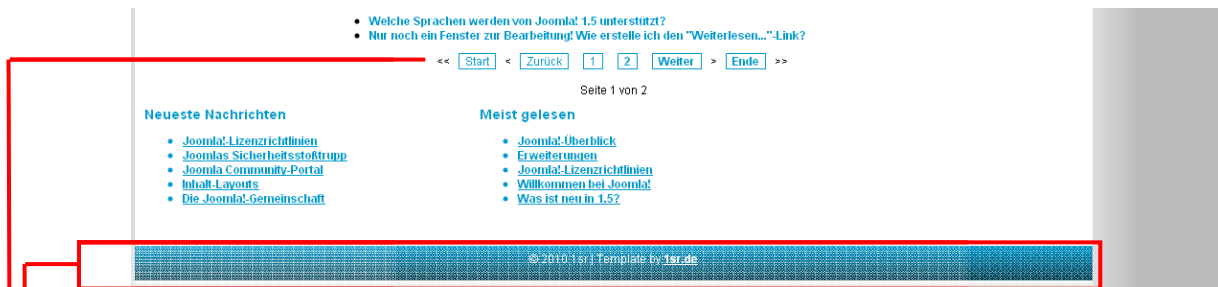 Welche Sprachen werden von Joomla! 1.5 unterstützt?
Nur noch ein Fenster zur Bearbeitung! Wie erstelle ich den "Weiterlesen..."-Link?
<< Start < Zurück 1 2 Weiter > Ende >>
Seite 1 von 2
Neueste Nachrichten
Joomla!-Lizenzrichtlinien
Joomlas Sicherheitsstoßtrupp
Joomla Community-Portal
Inhalt-Layouts
Die Joomla!-Gemeinschaft
Meist gelesen
Joomla!-Überblick
Erweiterungen
Joomla!-Lizenzrichtlinien
Willkommen bei Joomla!
Was ist neu in 1.5?
© 2010 1sr | Template by 1sr.de